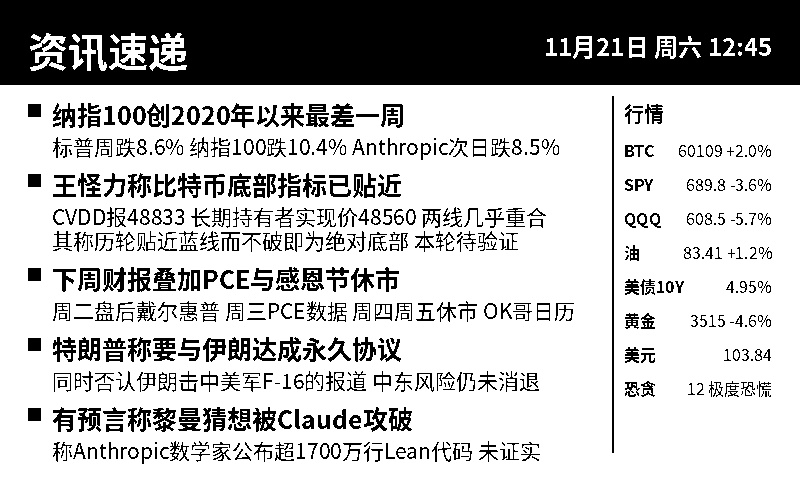 资讯速递
11月21日 周六 12:45
纳指100创2020年以来最差一周
标普周跌8.6% 纳指100跌10.4% Anthropic次日跌8.5%
王怪力称比特币底部指标已贴近
CVDD报48833 长期持有者实现价48560 两线几乎重合
其称历轮贴近蓝线而不破即为绝对底部 本轮待验证
下周财报叠加PCE与感恩节休市
周二盘后戴尔惠普 周三PCE数据 周四周五休市 OK哥日历
特朗普称要与伊朗达成永久协议
同时否认伊朗击中美军F-16的报道 中东风险仍未消退
有预言称黎曼猜想被Claude攻破
称Anthropic数学家公布超1700万行Lean代码 未证实
行情
BTC 60109 +2.0%
SPY 689.8 -3.6%
QQQ 608.5 -5.7%
油 83.41 +1.2%
美债10Y 4.95%
黄金 3515 -4.6%
美元 103.84
恐贪 12 极度恐慌